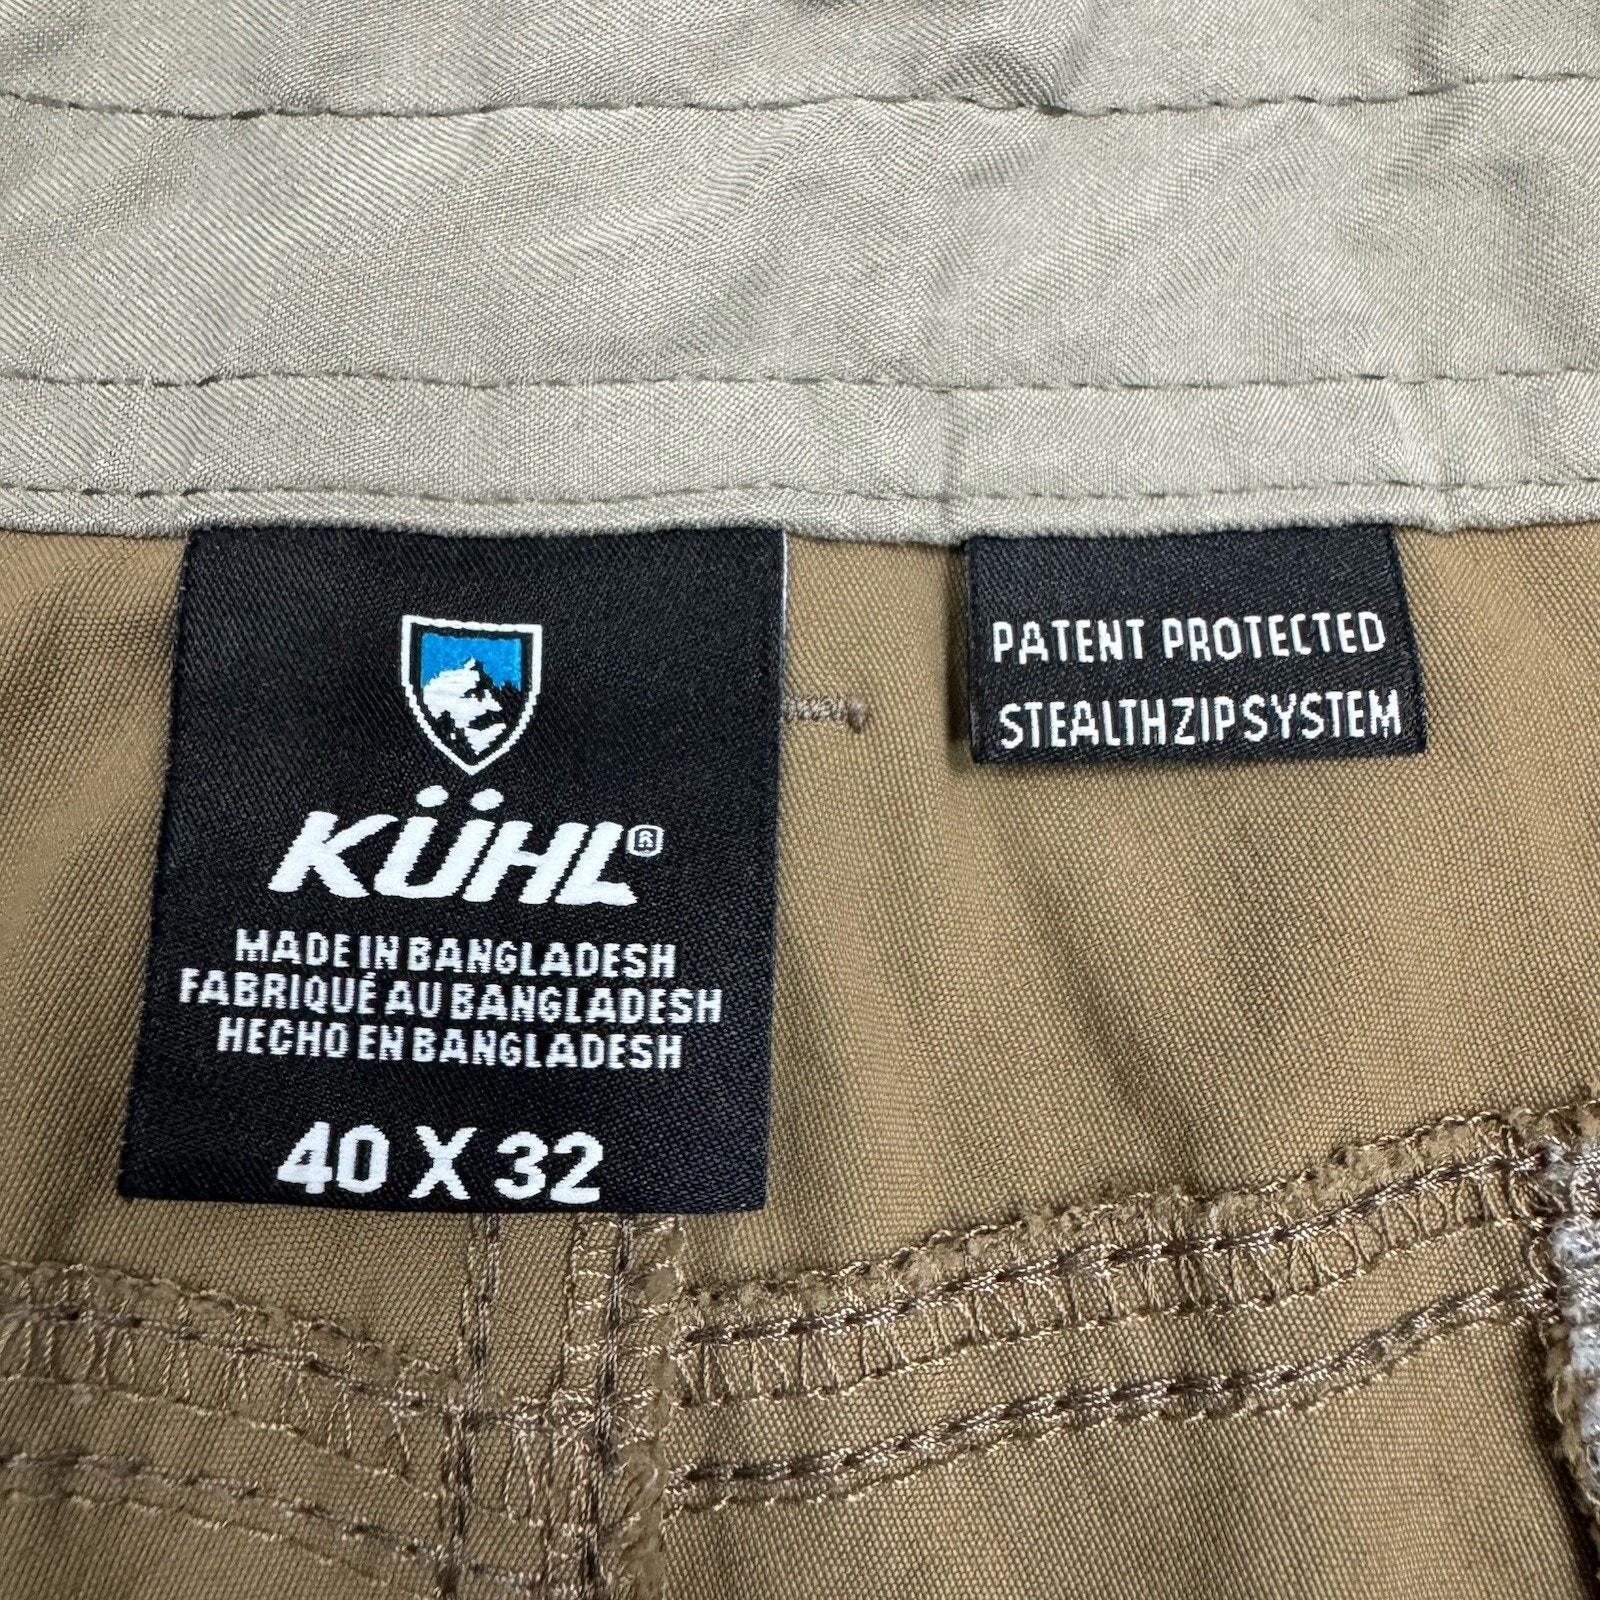 KÜHL®
MADE IN BANGLADESH
FABRIQUÉ AU BANGLADESH
HECHO EN BANGLADESH
40 X 32
PATENT PROTECTED
STEALTHZIPSYSTEM